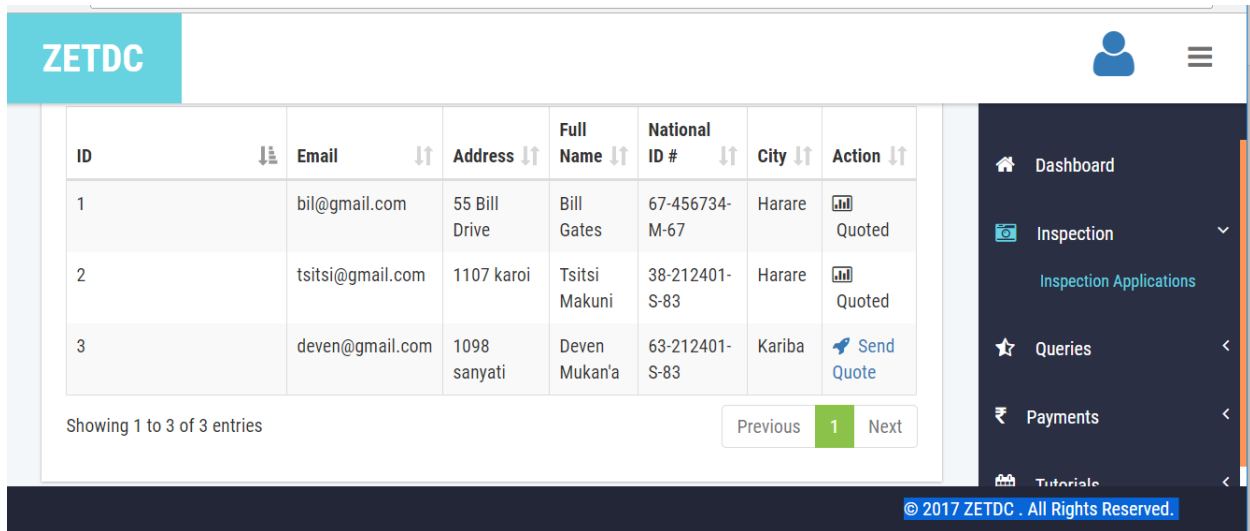 ZETDC
Full National
ID Email Address Name ID # City Action
1 bil@gmail.com 55 Bill Bill 67-456734- Harare
Drive Gates M-67 Quoted
2 tsitsi@gmail.com 1107 karoi Tsitsi 38-212401- Harare
Makuni S-83 Quoted
3 deven@gmail.com 1098 Deven 63-212401- Kariba Send
sanyati Mukan'a S-83 Quote
Showing 1 to 3 of 3 entries
Previous 1 Next
Dashboard
Inspection
Inspection Applications
Queries
₹ Payments
Tutorials
© 2017 ZETDC . All Rights Reserved.